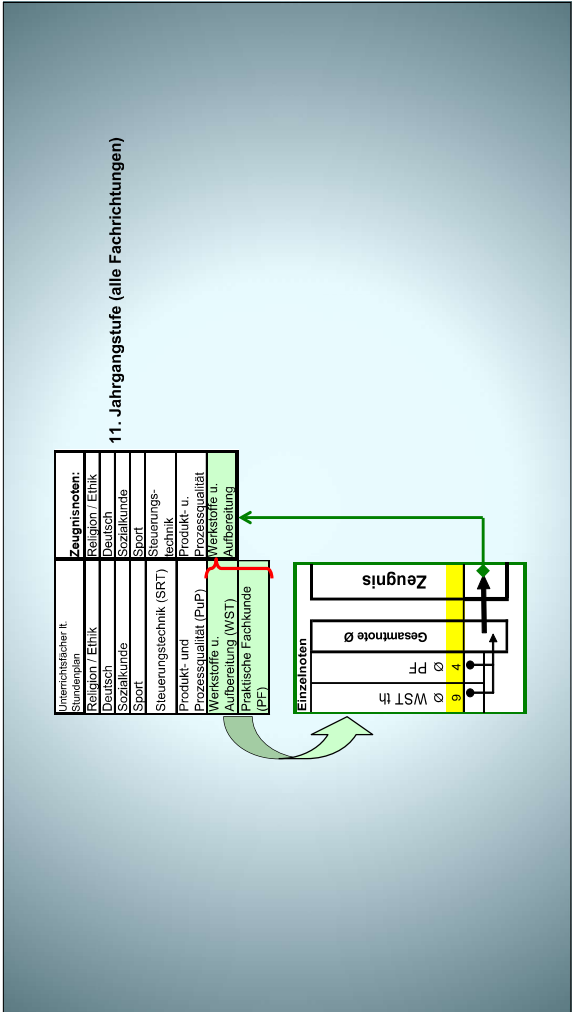 11. Jahrgangstufe (alle Fachrichtungen)
Unterrichtsfächer lt.
Stundenplan
Zeugnisnoten:
Religion / Ethik
Religion / Ethik
Deutsch
Deutsch
Sozialkunde
Sozialkunde
Sport
Sport
Steuerungstechnik (SRT)
Steuerungs-
technik
Produkt- und
Prozessqualität (PuP)
Produkt- u.
Prozessqualität
Werkstoffe u.
Aufbereitung (WST)
Werkstoffe u.
Aufbereitung
Praktische Fachkunde
(PF)
Einzelnoten
Ø WST th
Ø PF
Gesamtnote Ø
Zeugnis
9
4